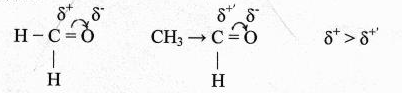 δ⁺ δ⁻ δ⁺′ δ⁻
H – C = O CH₃ → C = O δ⁺ > δ⁺′
H H